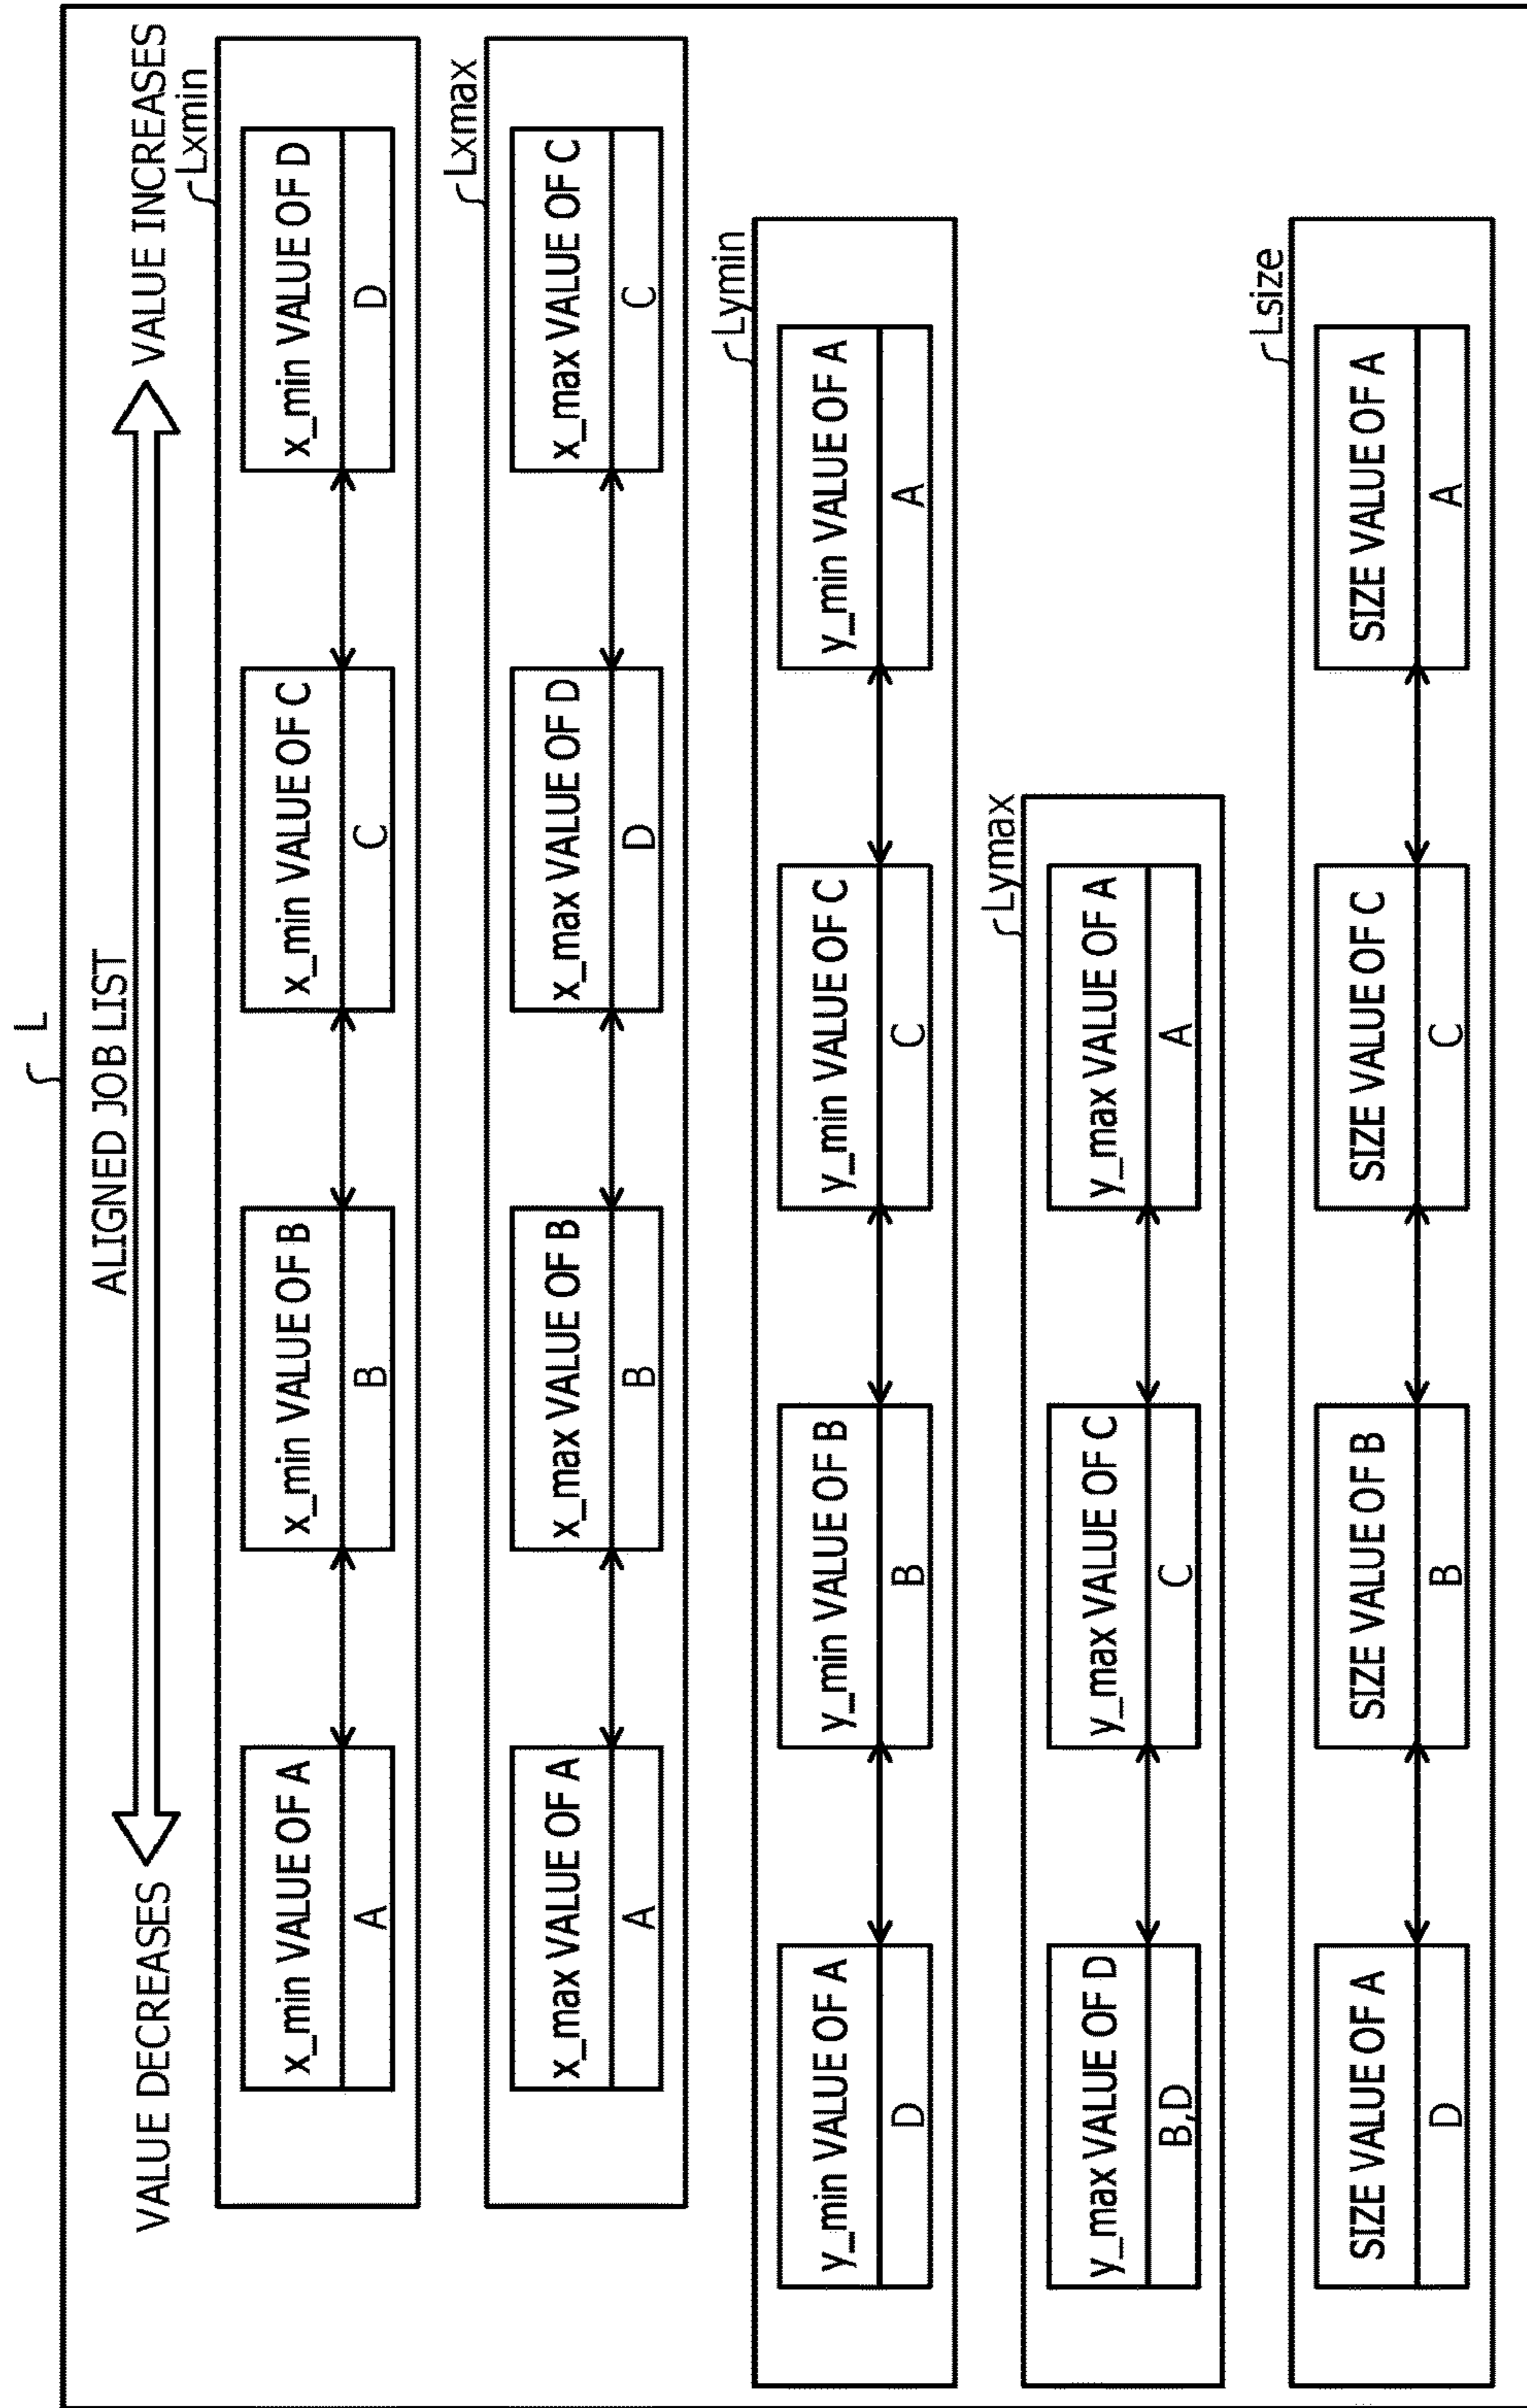 L
ALIGNED JOB LIST
VALUE DECREASES
VALUE INCREASES
Lxmin
x_min VALUE OF A
A
x_min VALUE OF B
B
x_min VALUE OF C
C
x_min VALUE OF D
D
Lxmax
x_max VALUE OF A
A
x_max VALUE OF B
B
x_max VALUE OF D
D
x_max VALUE OF C
C
Lymin
y_min VALUE OF A
D
y_min VALUE OF B
B
y_min VALUE OF C
C
y_min VALUE OF A
A
Lymax
y_max VALUE OF D
B,D
y_max VALUE OF C
C
y_max VALUE OF A
A
Lsize
SIZE VALUE OF A
D
SIZE VALUE OF B
B
SIZE VALUE OF C
C
SIZE VALUE OF A
A